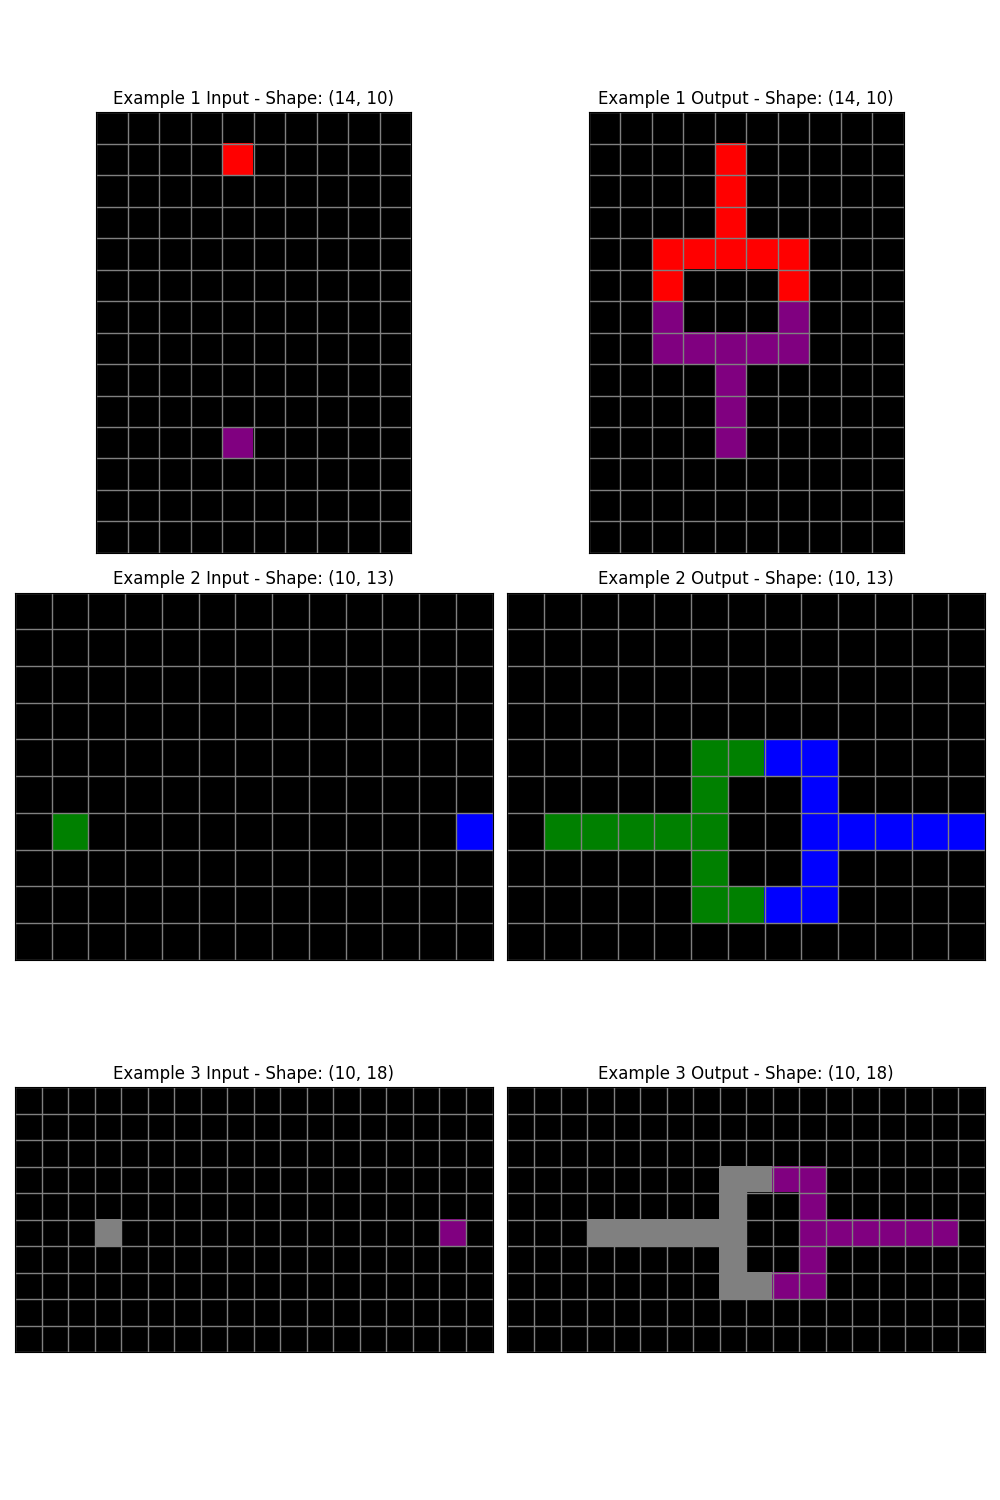 Example 1 Input - Shape: (14, 10)
Example 1 Output - Shape: (14, 10)
Example 2 Input - Shape: (10, 13)
Example 2 Output - Shape: (10, 13)
Example 3 Input - Shape: (10, 18)
Example 3 Output - Shape: (10, 18)